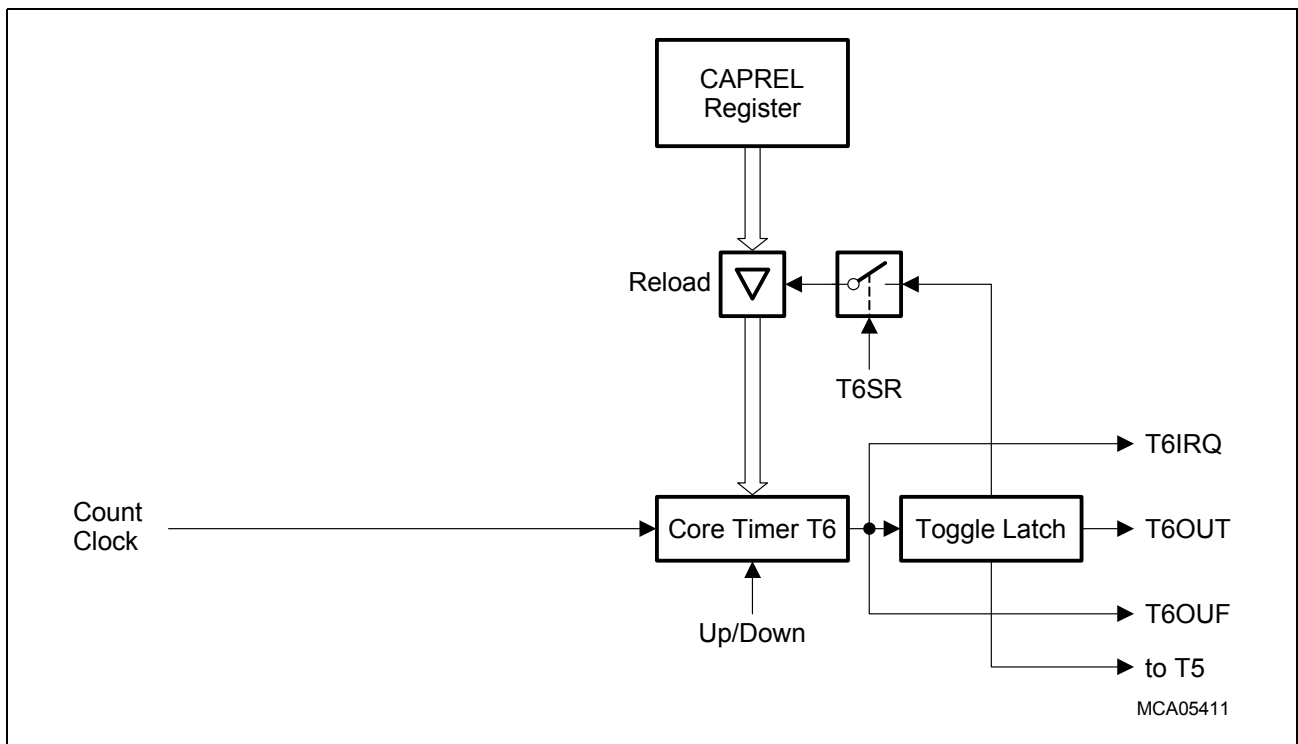 CAPREL
Register
Reload
T6SR
T6IRQ
Count
Clock
Core Timer T6
Toggle Latch
T6OUT
Up/Down
T6OUF
to T5
MCA05411